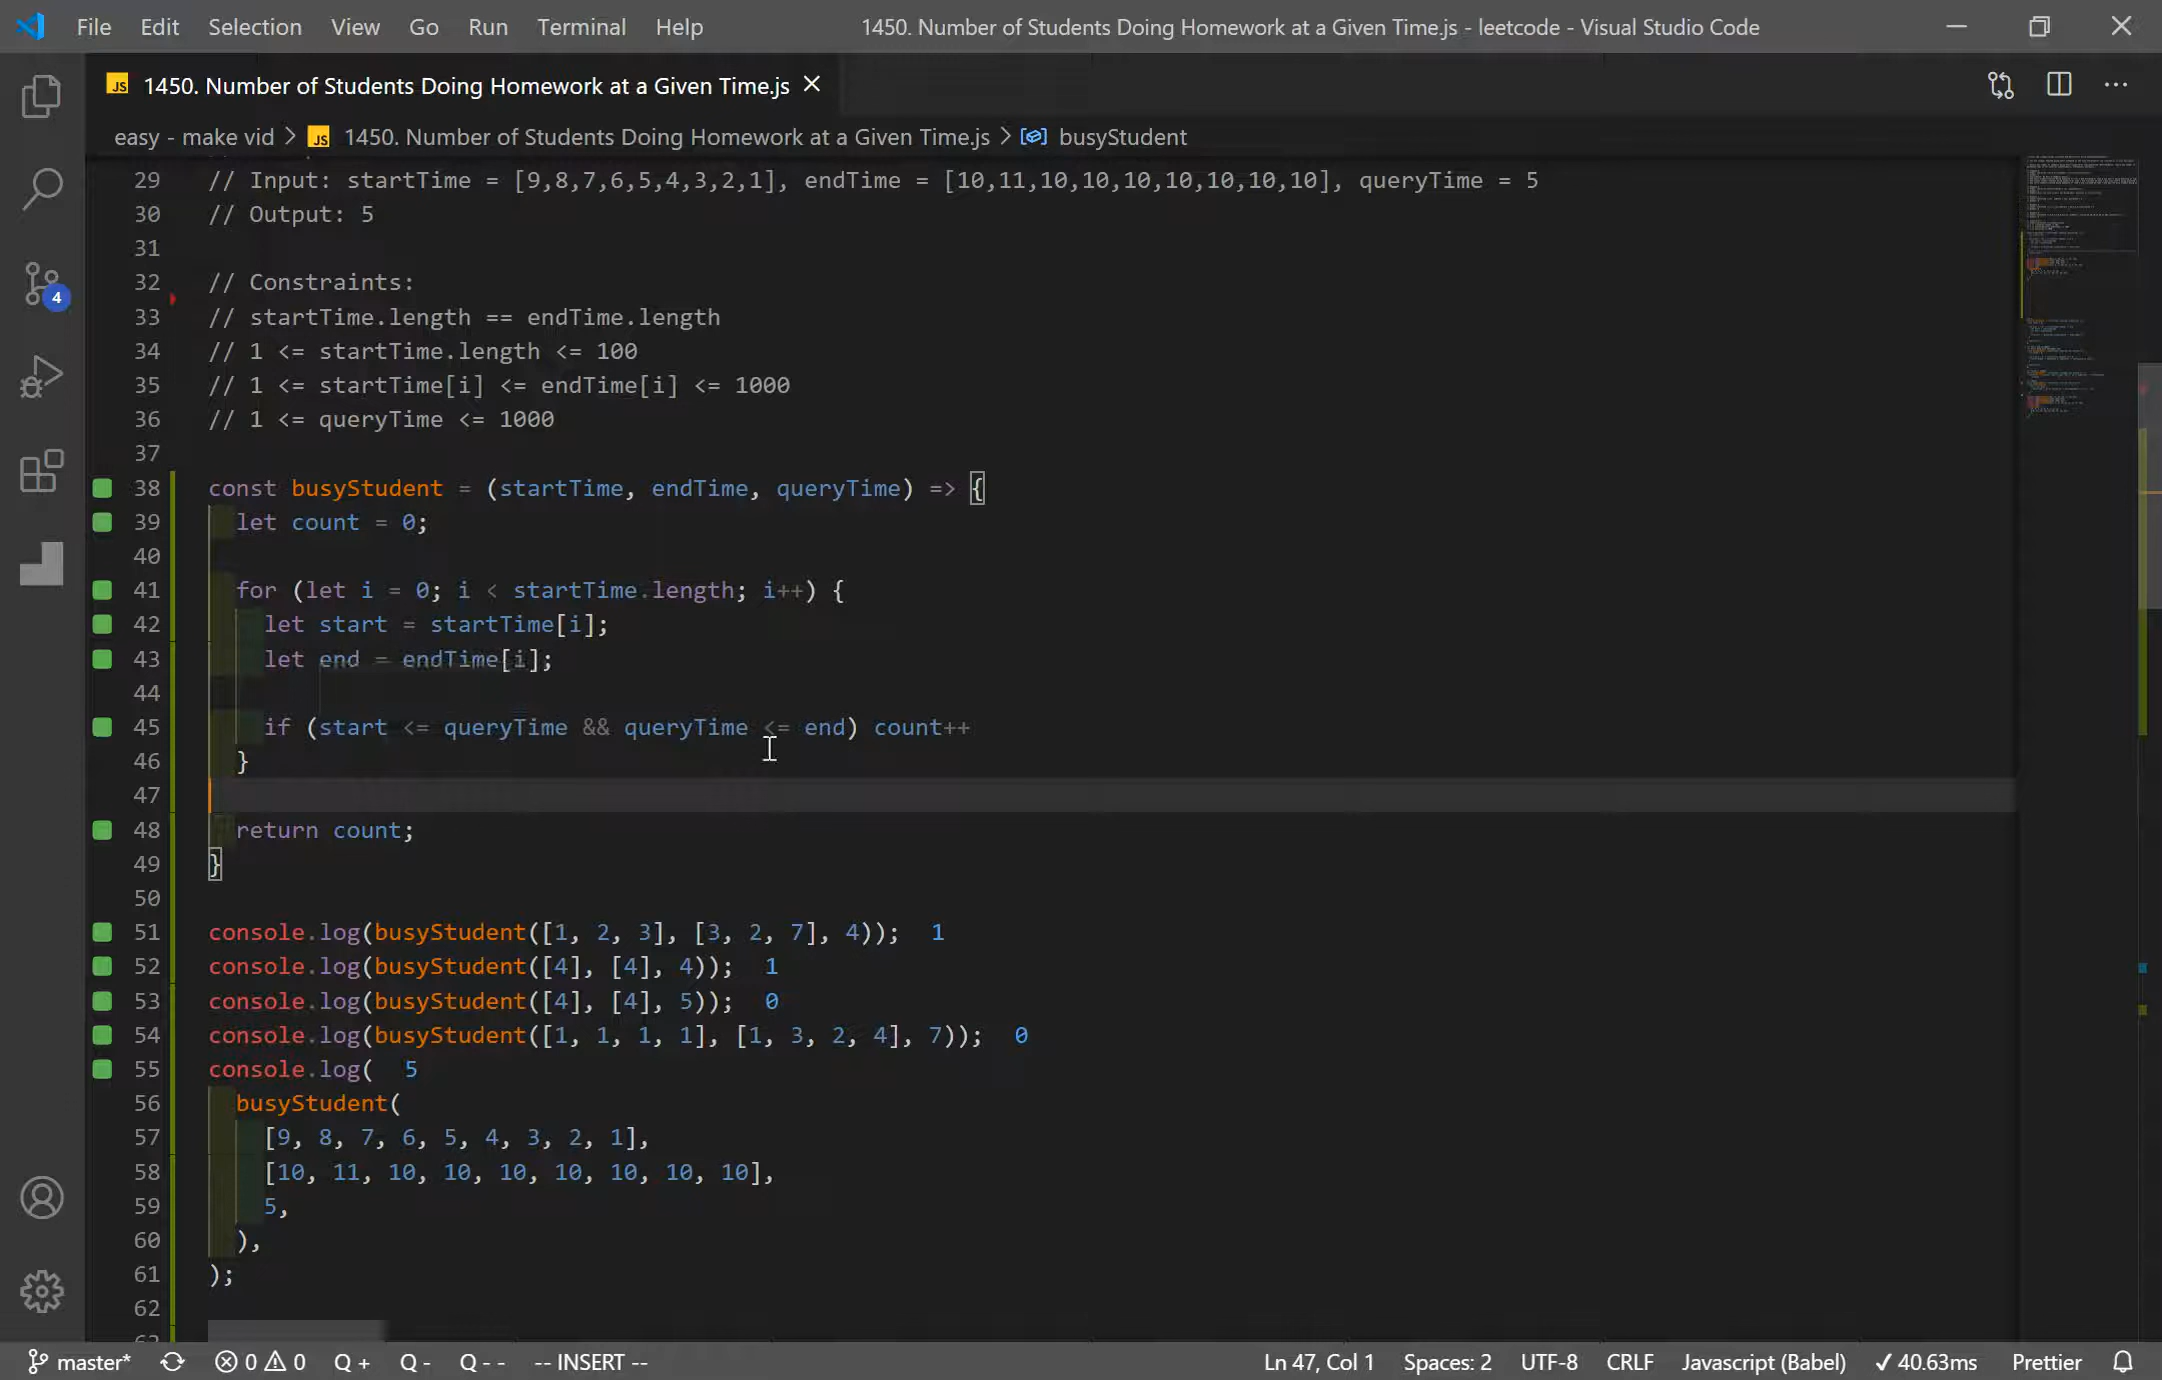 File Edit Selection View Go Run Terminal Help 1450. Number of Students Doing Homework at a Given Time.js - leetcode - Visual Studio Code
JS 1450. Number of Students Doing Homework at a Given Time.js
easy - make vid > JS 1450. Number of Students Doing Homework at a Given Time.js > busyStudent
29 // Input: startTime = [9,8,7,6,5,4,3,2,1], endTime = [10,11,10,10,10,10,10,10,10], queryTime = 5
30 // Output: 5
31
32 // Constraints:
33 // startTime.length == endTime.length
34 // 1 <= startTime.length <= 100
35 // 1 <= startTime[i] <= endTime[i] <= 1000
36 // 1 <= queryTime <= 1000
37
38 const busyStudent = (startTime, endTime, queryTime) => {
39 let count = 0;
40
41 for (let i = 0; i < startTime.length; i++) {
42 let start = startTime[i];
43 let end = endTime[i];
44
45 if (start <= queryTime && queryTime <= end) count++
46 }
47
48 return count;
49 }
50
51 console.log(busyStudent([1, 2, 3], [3, 2, 7], 4)); 1
52 console.log(busyStudent([4], [4], 4)); 1
53 console.log(busyStudent([4], [4], 5)); 0
54 console.log(busyStudent([1, 1, 1, 1], [1, 3, 2, 4], 7)); 0
55 console.log( 5
56 busyStudent(
57 [9, 8, 7, 6, 5, 4, 3, 2, 1],
58 [10, 11, 10, 10, 10, 10, 10, 10, 10],
59 5,
60 ),
61 );
62
4
master* 0 0 Q + Q - Q - - -- INSERT -- Ln 47, Col 1 Spaces: 2 UTF-8 CRLF Javascript (Babel) ✓ 40.63ms Prettier